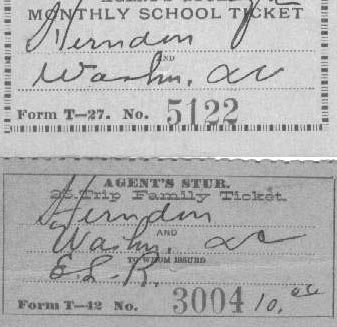 MONTHLY SCHOOL TICKET
Herndon
AND
Washn, DC
Form T—27. No. 5122
AGENT'S STUB.
Trip Family Ticket.
Herndon
AND
Washn, DC
TO WHOM ISSUED
E. L. R.
Form T—42 No. 3004 10.00